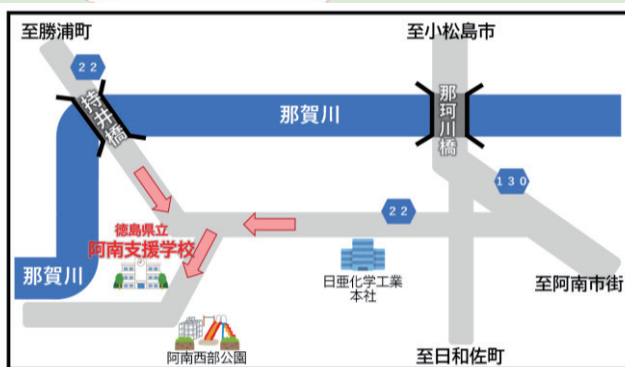 至勝浦町
至小松島市
22
持井橋
那賀川
那珂川橋
130
22
徳島県立
阿南支援学校
那賀川
日亜化学工業
本社
至阿南市街
阿南西部公園
至日和佐町